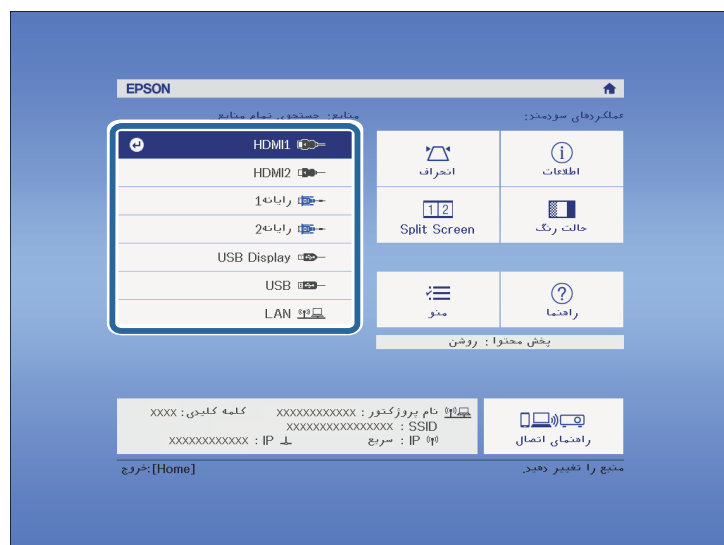 EPSON
عملکردهای سودمند:
منابع: جستجوی تمام منابع
اطلاعات
انحراف
حالت رنگ
Split Screen
راهنما
منو
پخش محتوا : روشن
HDMI1
HDMI2
رایانه1
رایانه2
USB Display
USB
LAN
راهنمای اتصال
نام پروژکتور : XXXXXXXXXXXX کلمه کلیدی: XXXX
SSID : XXXXXXXXXXXXXXXX
IP : سریع IP : XXXXXXXXXXXX
منبع را تغییر دهید.
[Home]:خروج